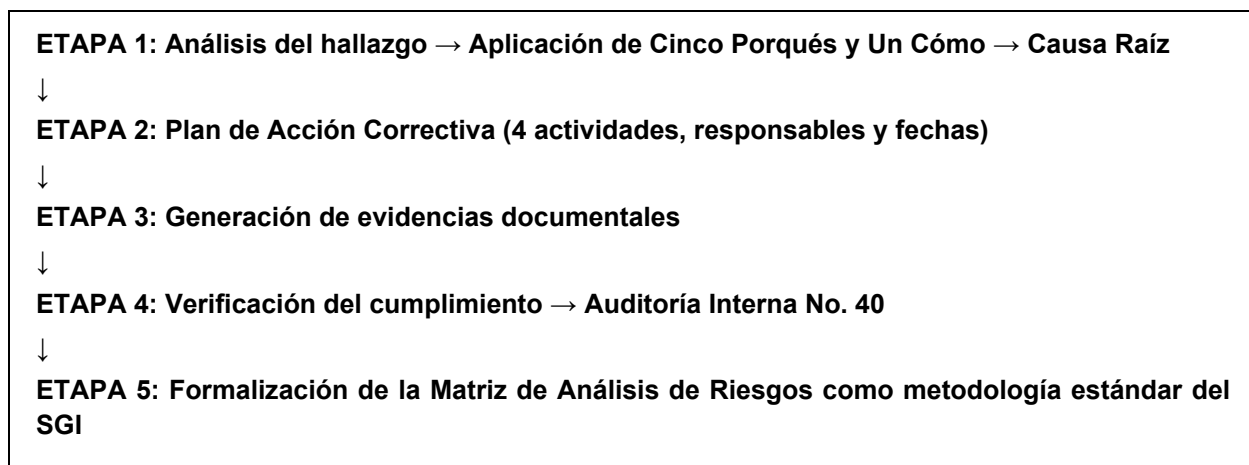 ETAPA 1: Análisis del hallazgo → Aplicación de Cinco Porqués y Un Cómo → Causa Raíz
↓
ETAPA 2: Plan de Acción Correctiva (4 actividades, responsables y fechas)
↓
ETAPA 3: Generación de evidencias documentales
↓
ETAPA 4: Verificación del cumplimiento → Auditoría Interna No. 40
↓
ETAPA 5: Formalización de la Matriz de Análisis de Riesgos como metodología estándar del
SGI